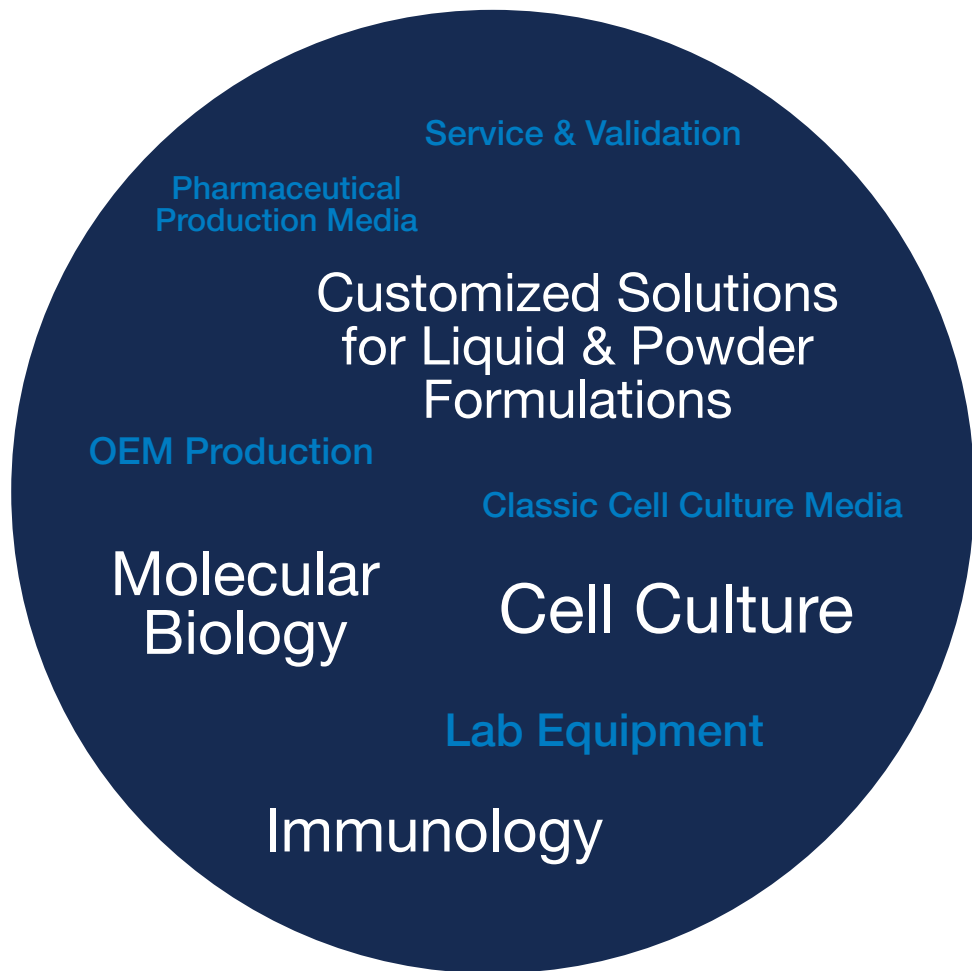 Service & Validation
Pharmaceutical
Production Media
Customized Solutions
for Liquid & Powder
Formulations
OEM Production
Classic Cell Culture Media
Molecular
Biology
Cell Culture
Lab Equipment
Immunology